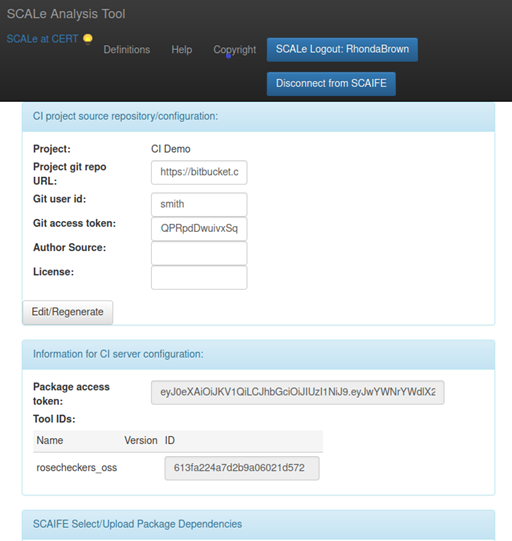 SCALe Analysis Tool
SCALe at CERT Definitions Help Copyright SCALe Logout: RhondaBrown
Disconnect from SCAIFE
CI project source repository/configuration:
Project: CI Demo
Project git repo URL: https://bitbucket.c
Git user id: smith
Git access token: QPRpdDwuivxSq
Author Source:
License:
Edit/Regenerate
Information for CI server configuration:
Package access token: eyJ0eXAiOiJKV1QiLCJhbGciOiJIUzI1NiJ9.eyJwYWNrYWdlX2
Tool IDs:
Name Version ID
rosecheckers_oss 613fa224a7d2b9a06021d572
SCAIFE Select/Upload Package Dependencies